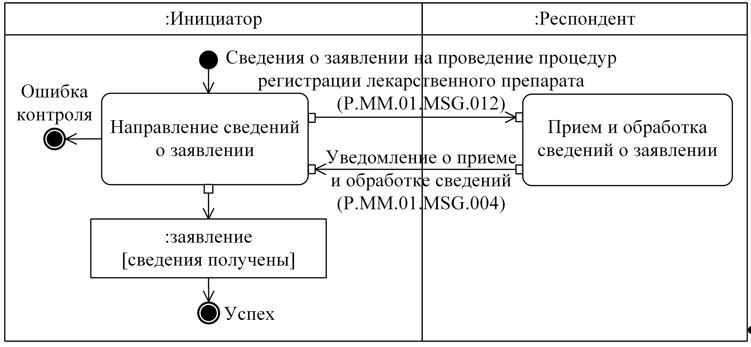 :Инициатор
:Респондент
Сведения о заявлении на проведение процедур
регистрации лекарственного препарата
(P.MM.01.MSG.012)
Ошибка
контроля
Направление сведений
о заявлении
Прием и обработка
сведений о заявлении
Уведомление о приеме
и обработке сведений
(P.MM.01.MSG.004)
:заявление
[сведения получены]
Успех